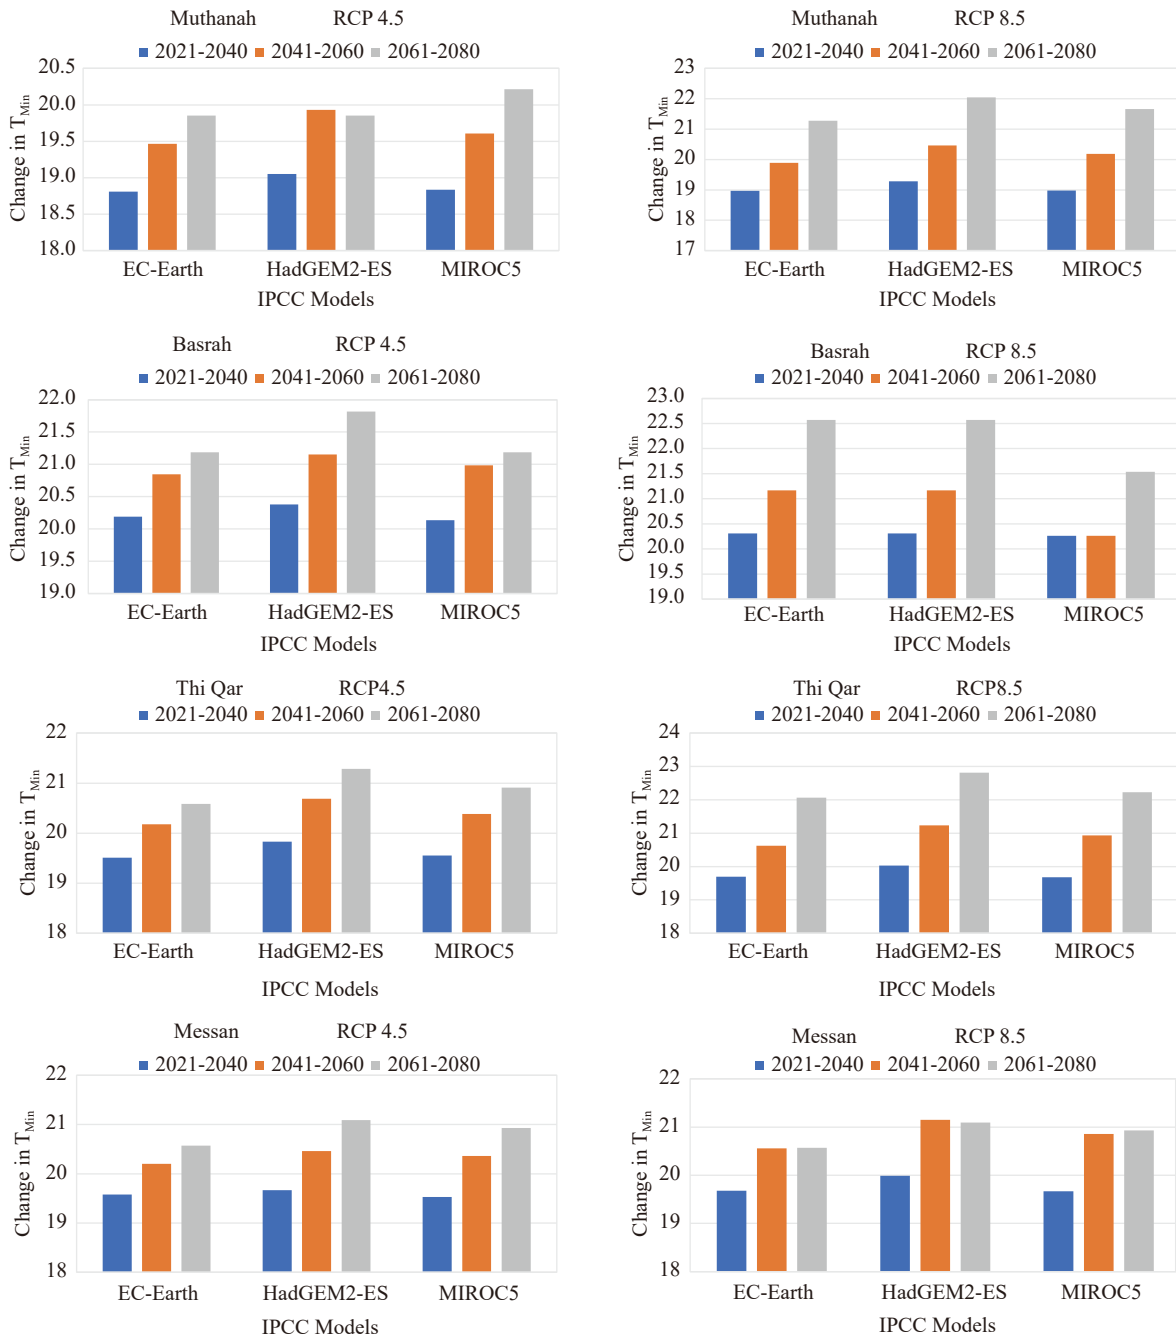 Muthanah RCP 4.5
2021-2040 2041-2060 2061-2080
Change in TMin
20.5
20.0
19.5
19.0
18.5
18.0
EC-Earth HadGEM2-ES MIROC5
IPCC Models
Muthanah RCP 8.5
2021-2040 2041-2060 2061-2080
Change in TMin
23
22
21
20
19
18
17
EC-Earth HadGEM2-ES MIROC5
IPCC Models
Basrah RCP 4.5
2021-2040 2041-2060 2061-2080
Change in TMin
22.0
21.5
21.0
20.5
20.0
19.5
19.0
EC-Earth HadGEM2-ES MIROC5
IPCC Models
Basrah RCP 8.5
2021-2040 2041-2060 2061-2080
Change in TMin
23.0
22.5
22.0
21.5
21.0
20.5
20.0
19.5
19.0
EC-Earth HadGEM2-ES MIROC5
IPCC Models
Thi Qar RCP4.5
2021-2040 2041-2060 2061-2080
Change in TMin
22
21
20
19
18
EC-Earth HadGEM2-ES MIROC5
IPCC Models
Thi Qar RCP8.5
2021-2040 2041-2060 2061-2080
Change in TMin
24
23
22
21
20
19
18
EC-Earth HadGEM2-ES MIROC5
IPCC Models
Messan RCP 4.5
2021-2040 2041-2060 2061-2080
Change in TMin
22
21
20
19
18
EC-Earth HadGEM2-ES MIROC5
IPCC Models
Messan RCP 8.5
2021-2040 2041-2060 2061-2080
Change in TMin
22
21
20
19
18
EC-Earth HadGEM2-ES MIROC5
IPCC Models